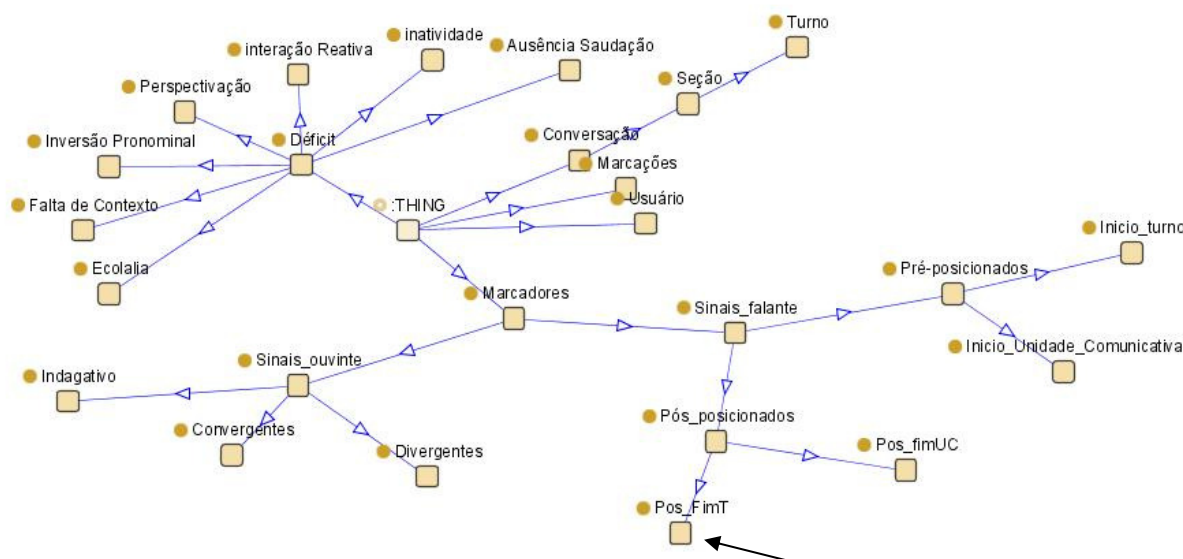 Turno
inatividade
Ausência Saudação
interação Reativa
Seção
Perspectivação
Conversação
Inversão Pronominal
Déficit
Marcações
Usuário
Falta de Contexto
:THING
Inicio_turno
Ecolalia
Pré-posicionados
Marcadores
Sinais_falante
Inicio_Unidade_Comunicativa
Sinais_ouvinte
Indagativo
Pós_posicionados
Convergentes
Pos_fimUC
Divergentes
Pos_FimT